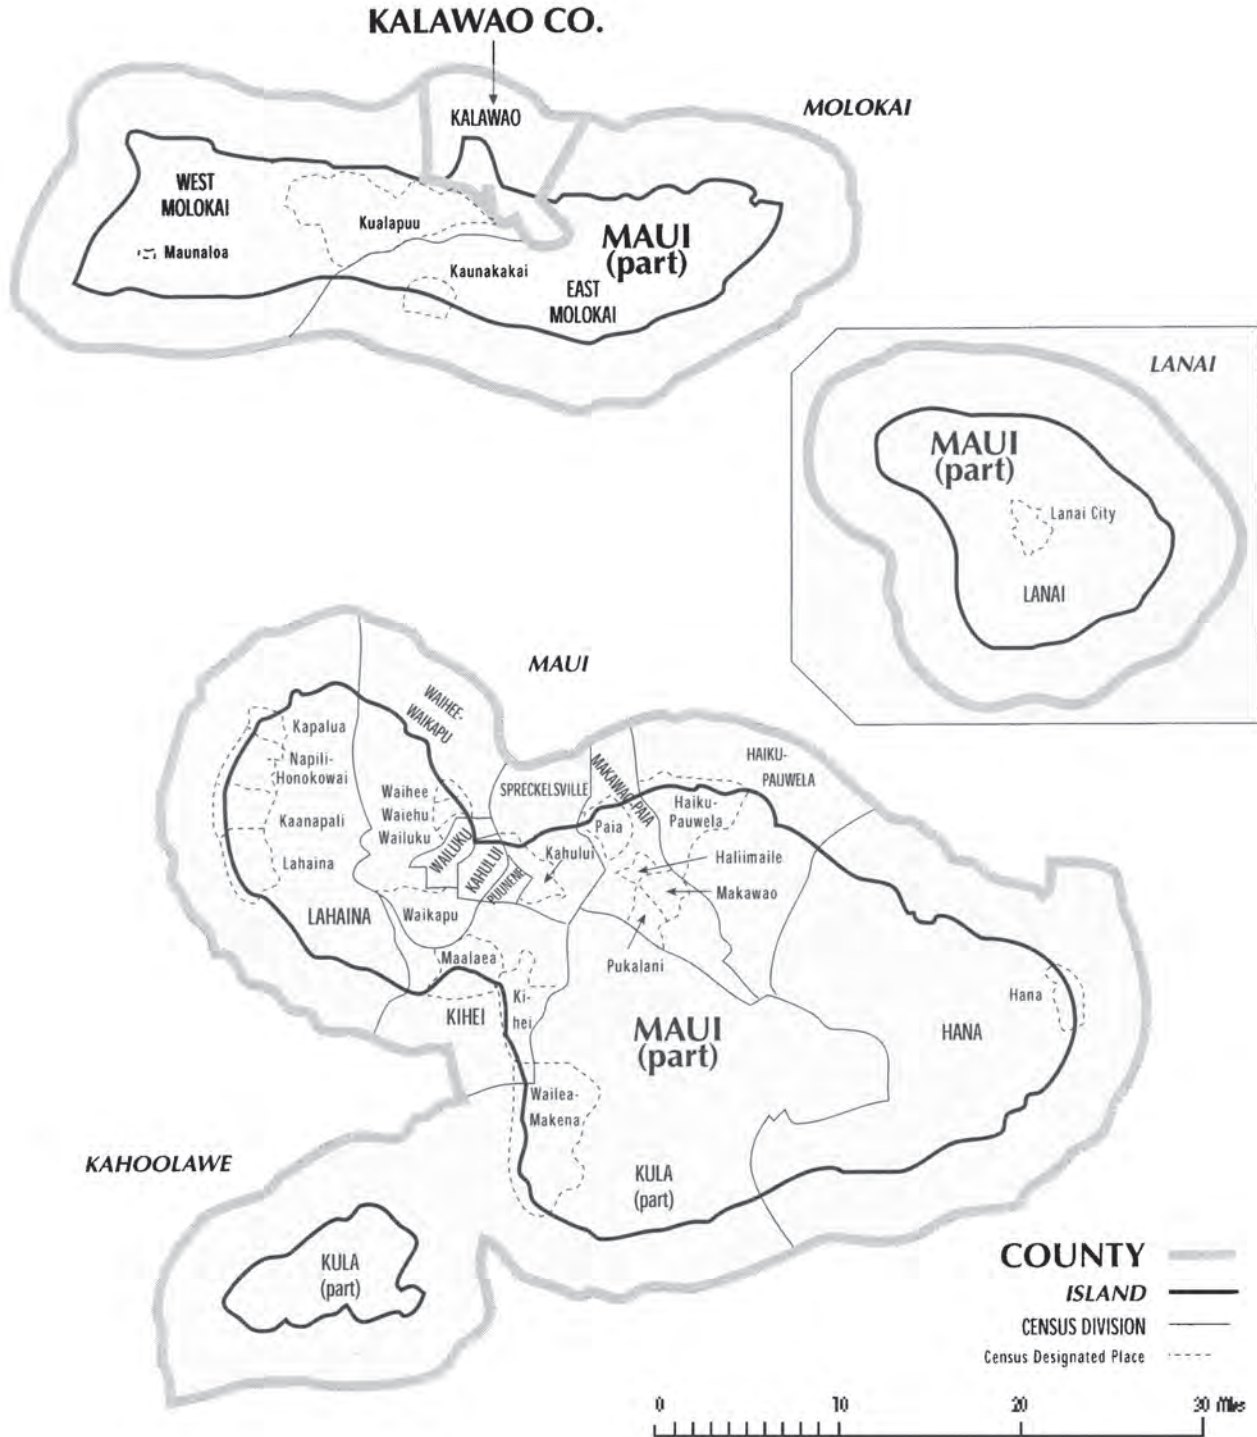 KALAWAO CO.
MOLOKAI
KALAWAO
WEST
MOLOKAI
Kualapuu
Maunaloa
MAUI
(part)
Kaunakakai
EAST
MOLOKAI
LANAI
MAUI
(part)
Lanai City
LANAI
MAUI
WAIHEE-
WAIKAPU
Kapalua
Napili-
Honokowai
Kaanapali
Lahaina
LAHAINA
Waihee
Waiehu
Wailuku
WAILUKU
KAHULUI
PUUNENE
SPRECKELSVILLE
MAKAWAO-PAIA
HAIKU-
PAUWELA
Haiku-
Pauwela
Paia
Kahului
Haliimaile
Makawao
Waikapu
Maalaea
Pukalani
KIHEI
Ki-
hei
MAUI
(part)
Hana
HANA
Wailea-
Makena
KULA
(part)
KAHOOLAWE
KULA
(part)
COUNTY
ISLAND
CENSUS DIVISION
Census Designated Place
0 10 20 30 Miles